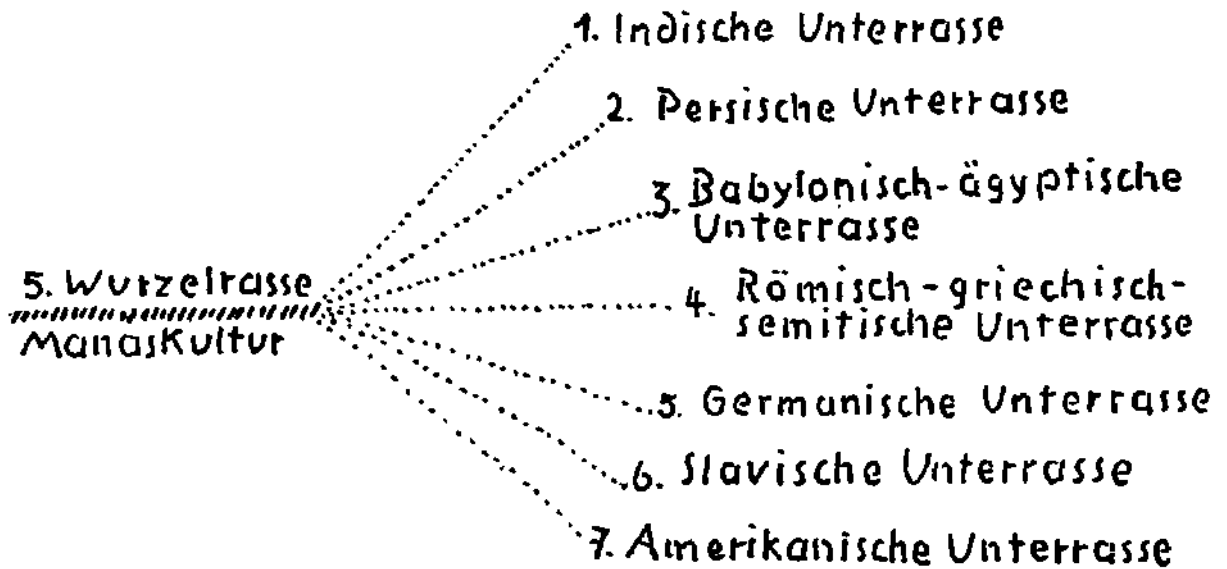 1. Indische Unterrasse
2. Persische Unterrasse
3. Babylonisch-ägyptische
Unterrasse
5. Wurzelrasse
Manaskultur
4. Römisch-griechisch-
semitische Unterrasse
5. Germanische Unterrasse
6. Slavische Unterrasse
7. Amerikanische Unterrasse